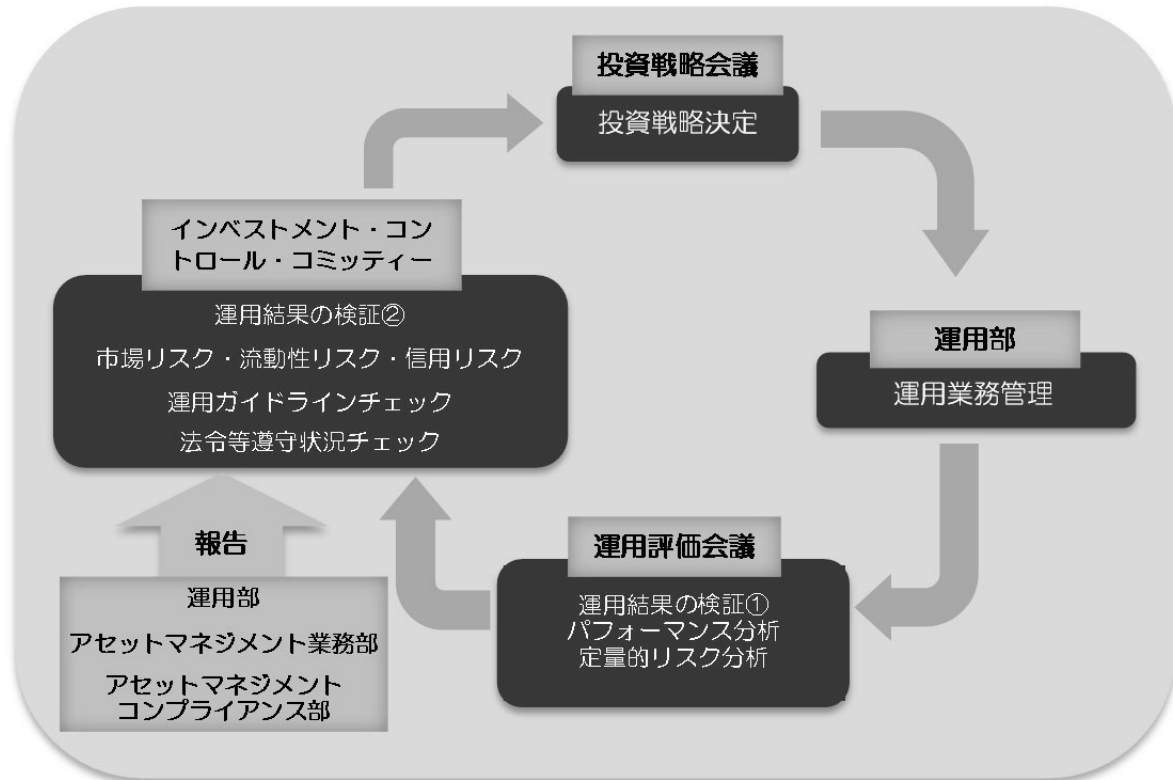 投資戦略会議
投資戦略決定
運用部
運用業務管理
運用評価会議
運用結果の検証①
パフォーマンス分析
定量的リスク分析
インベストメント・コン
トロール・コミッティー
運用結果の検証②
市場リスク・流動性リスク・信用リスク
運用ガイドラインチェック
法令等遵守状況チェック
報告
運用部
アセットマネジメント業務部
アセットマネジメント
コンプライアンス部